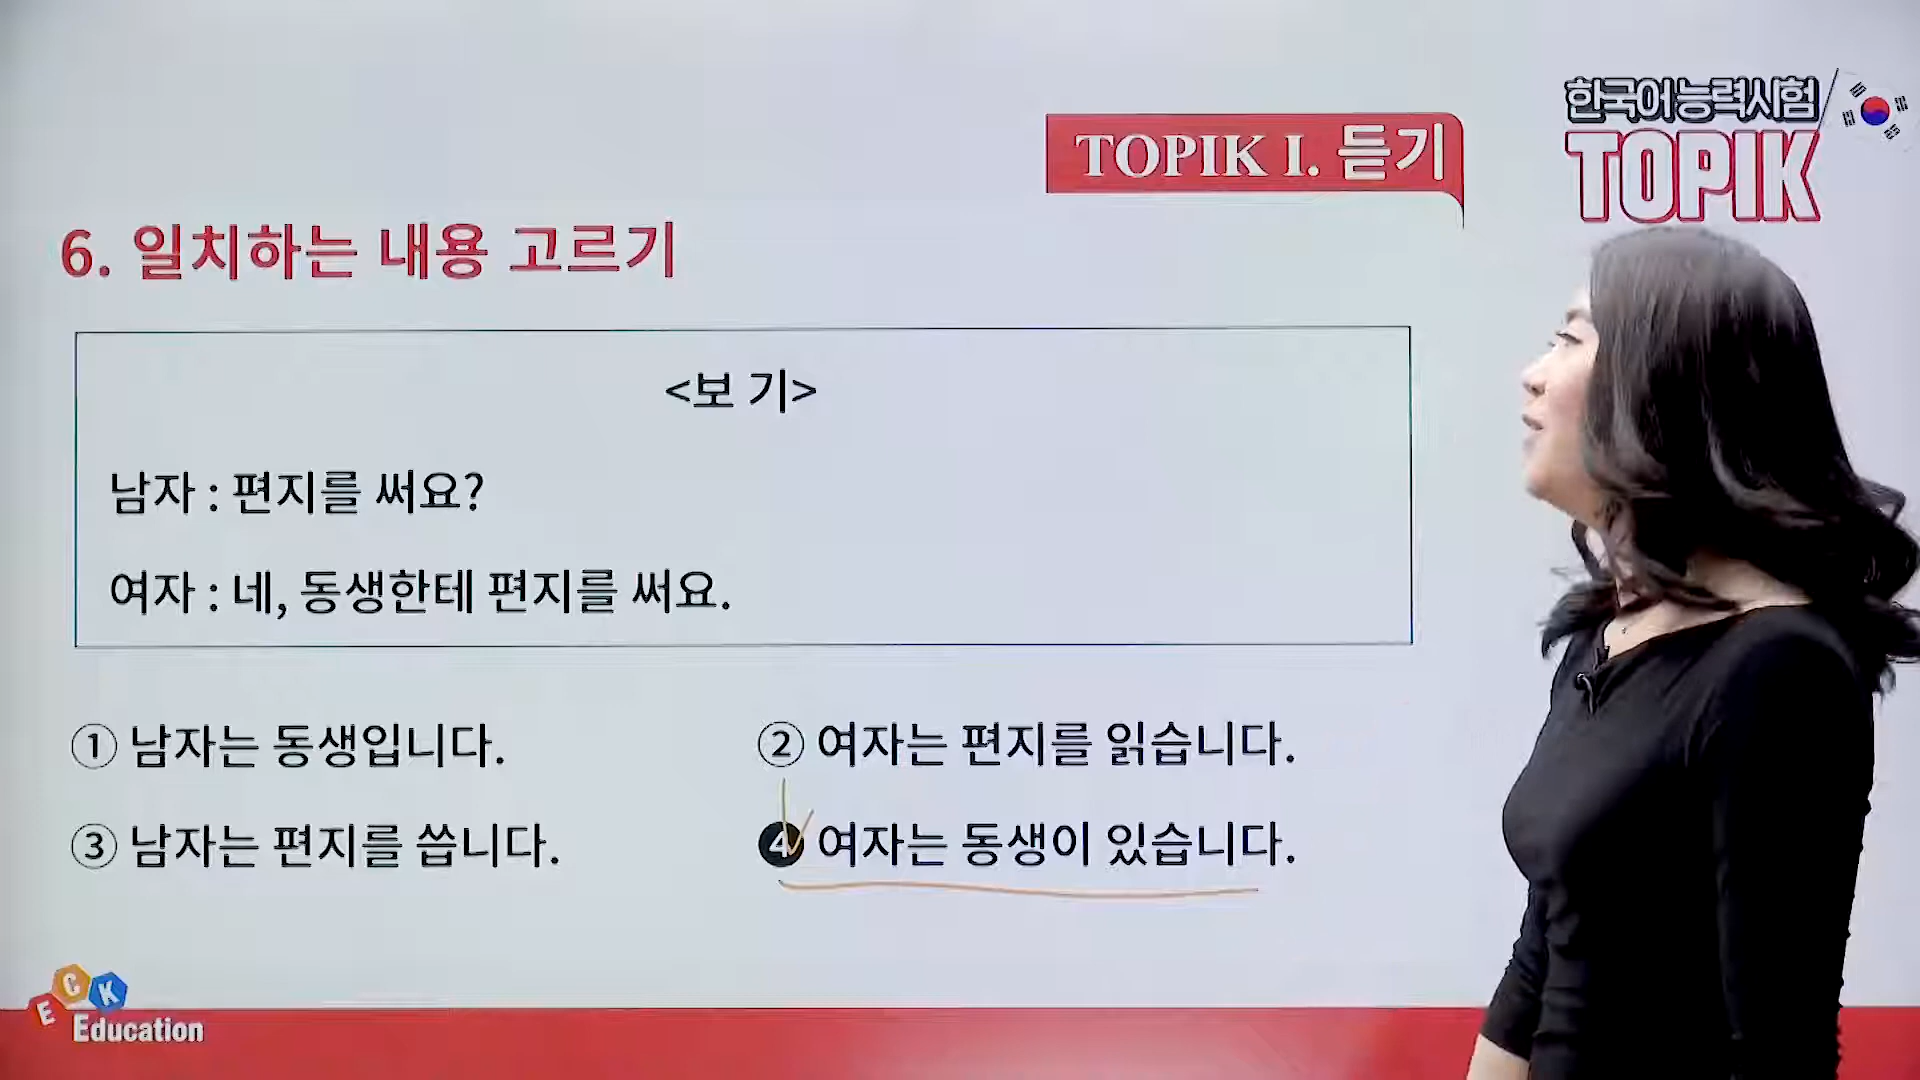 한국어능력시험
TOPIK
TOPIK I. 듣기
6. 일치하는 내용 고르기
<보 기>
남자 : 편지를 써요?
여자 : 네, 동생한테 편지를 써요.
① 남자는 동생입니다.
② 여자는 편지를 읽습니다.
③ 남자는 편지를 씁니다.
❹ 여자는 동생이 있습니다.
ECK
Education